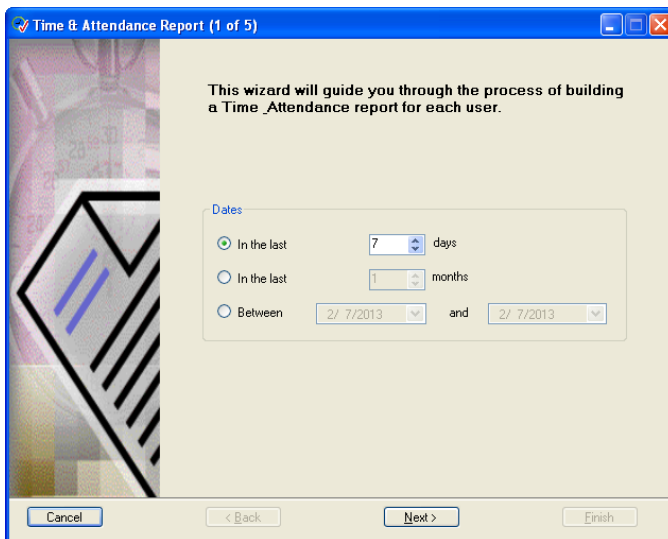 Time & Attendance Report (1 of 5)
This wizard will guide you through the process of building
a Time _Attendance report for each user.
Dates
In the last 7 days
In the last 1 months
Between 2/ 7/2013 and 2/ 7/2013
Cancel < Back Next > Finish